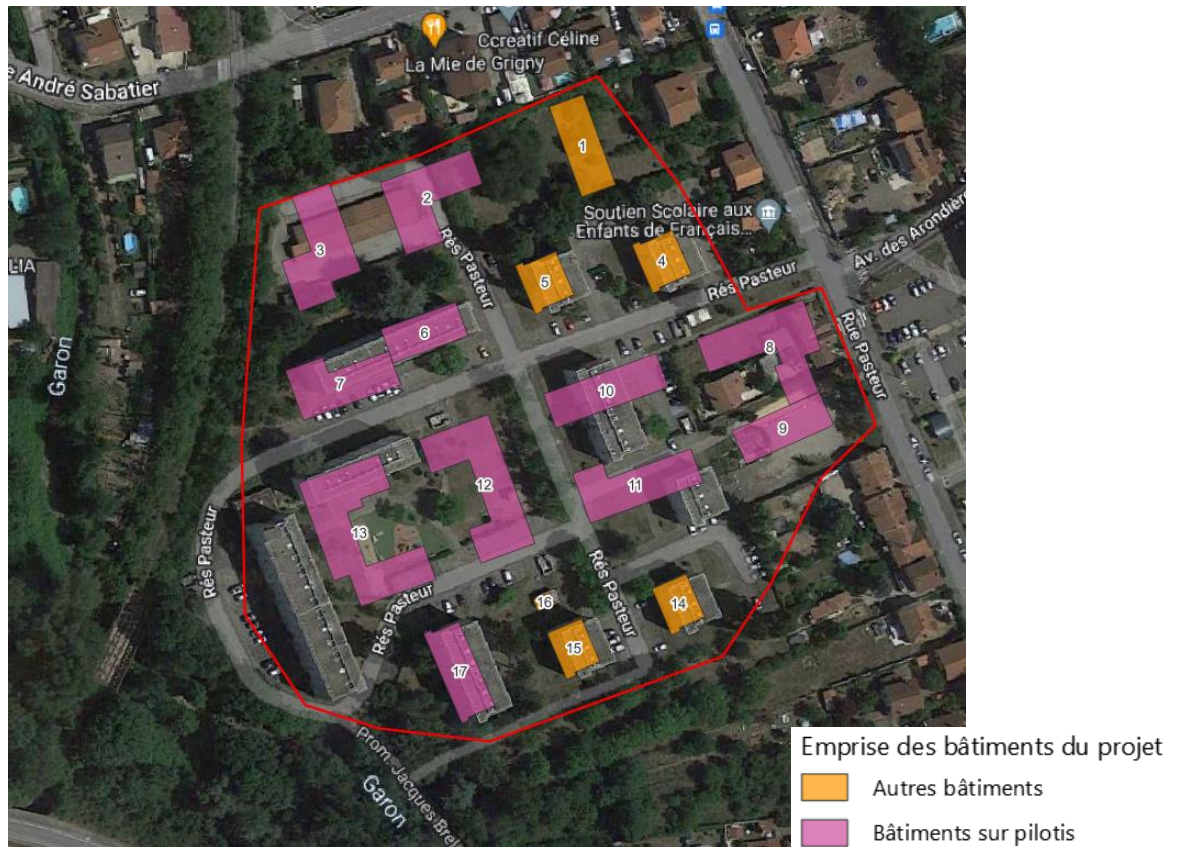 Ccreatif Céline
La Mie de Grigny
e André Sabatier
1
2
Soutien Scolaire aux
Enfants de Français...
3
Rés Pasteur
4
Av. des Arondière
LIA
5
Rés Pasteur
6
Rue Pasteur
8
Garon
7
10
9
12
11
13
Rés Pasteur
Rés Pasteur
Rés Pasteur
16
14
15
17
Prom. Jacques Brel
Garon
Emprise des bâtiments du projet
Autres bâtiments
Bâtiments sur pilotis